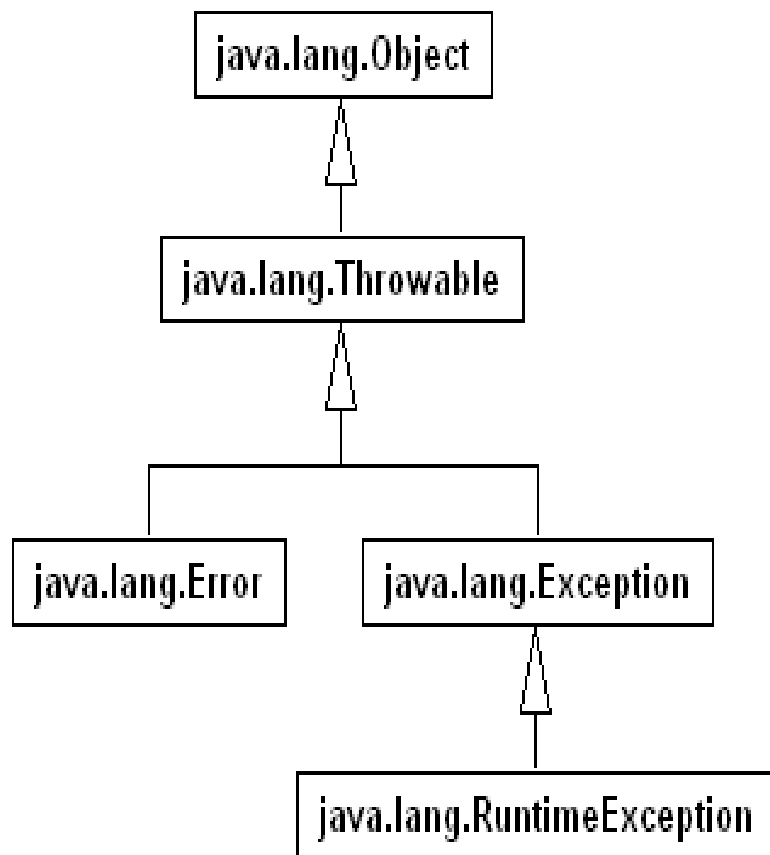 java.lang.Object
java.lang.Throwable
java.lang.Error
java.lang.Exception
java.lang.RuntimeException